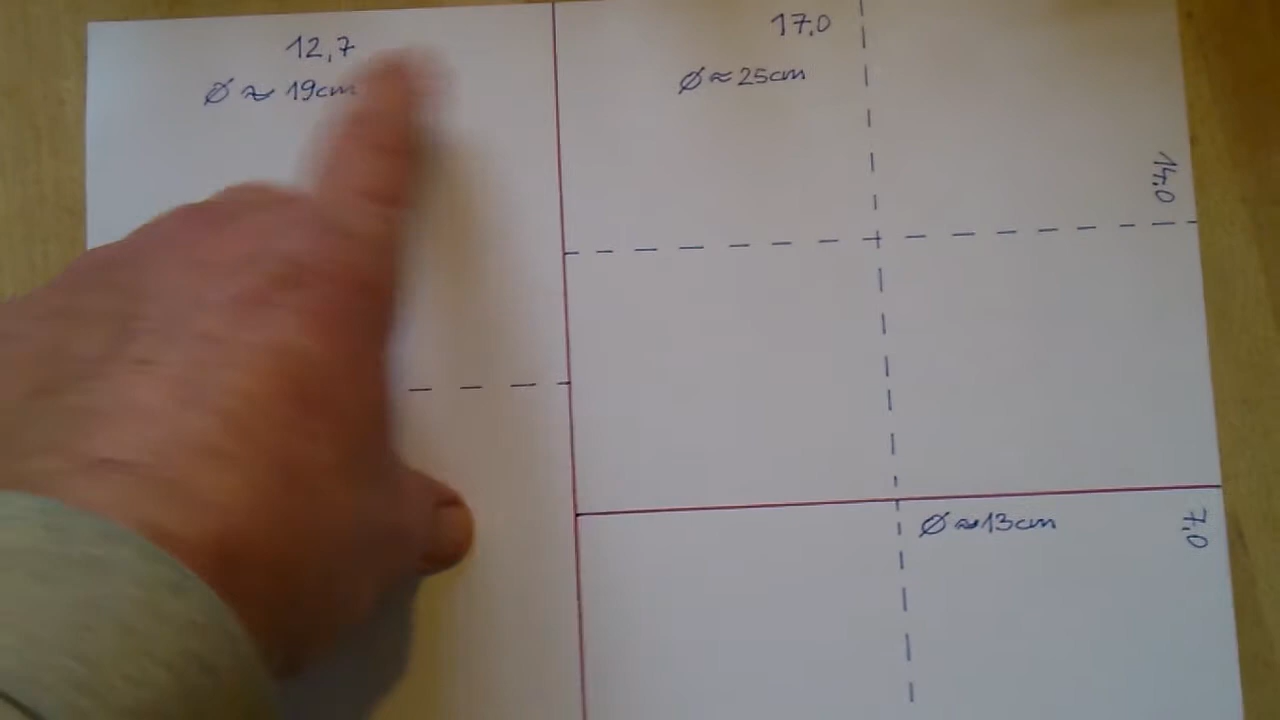 12,7
Ø ≈ 19cm
17,0
Ø ≈ 25cm
14,0
Ø ≈ 13cm
7,0